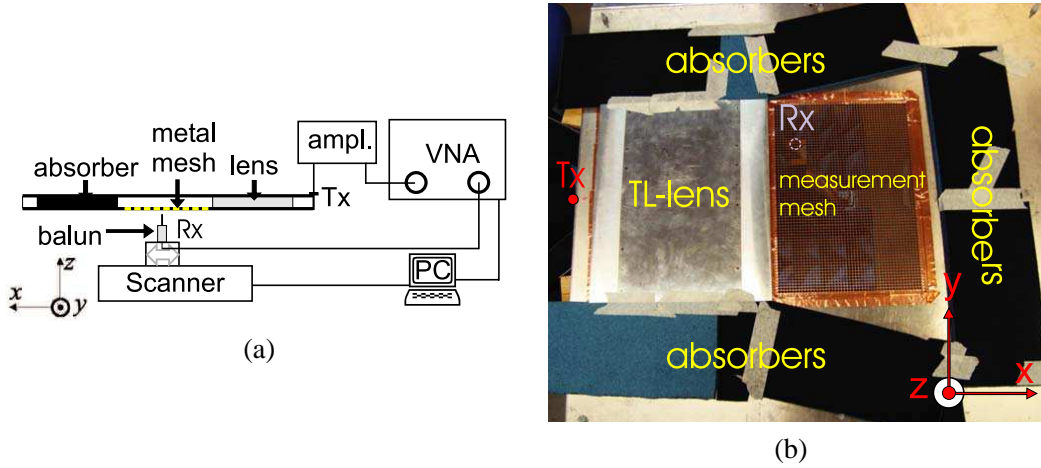 metal
mesh
absorber
lens
ampl.
VNA
Tx
balun
Rx
PC
Scanner
z
x
y
(a)
absorbers
Rx
Tx
TL-lens
measurement
mesh
absorbers
absorbers
y
z
x
(b)